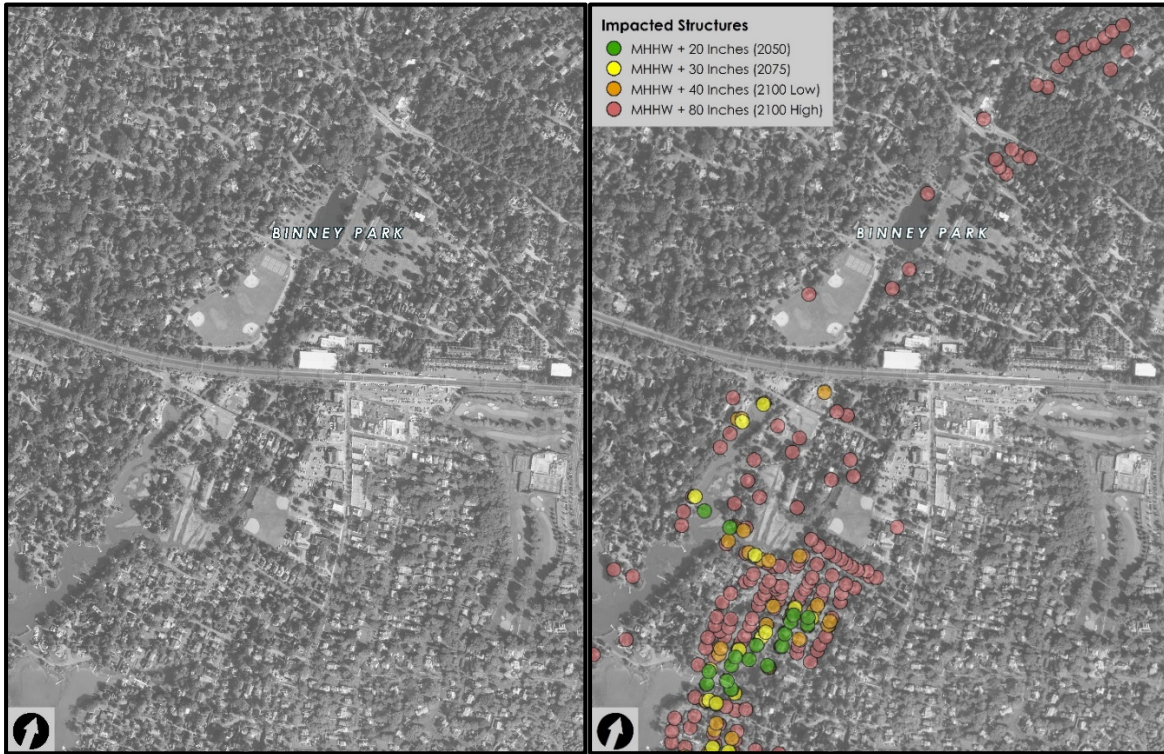 BINNEY PARK
Impacted Structures
MHHW + 20 Inches (2050)
MHHW + 30 Inches (2075)
MHHW + 40 Inches (2100 Low)
MHHW + 80 Inches (2100 High)
BINNEY PARK